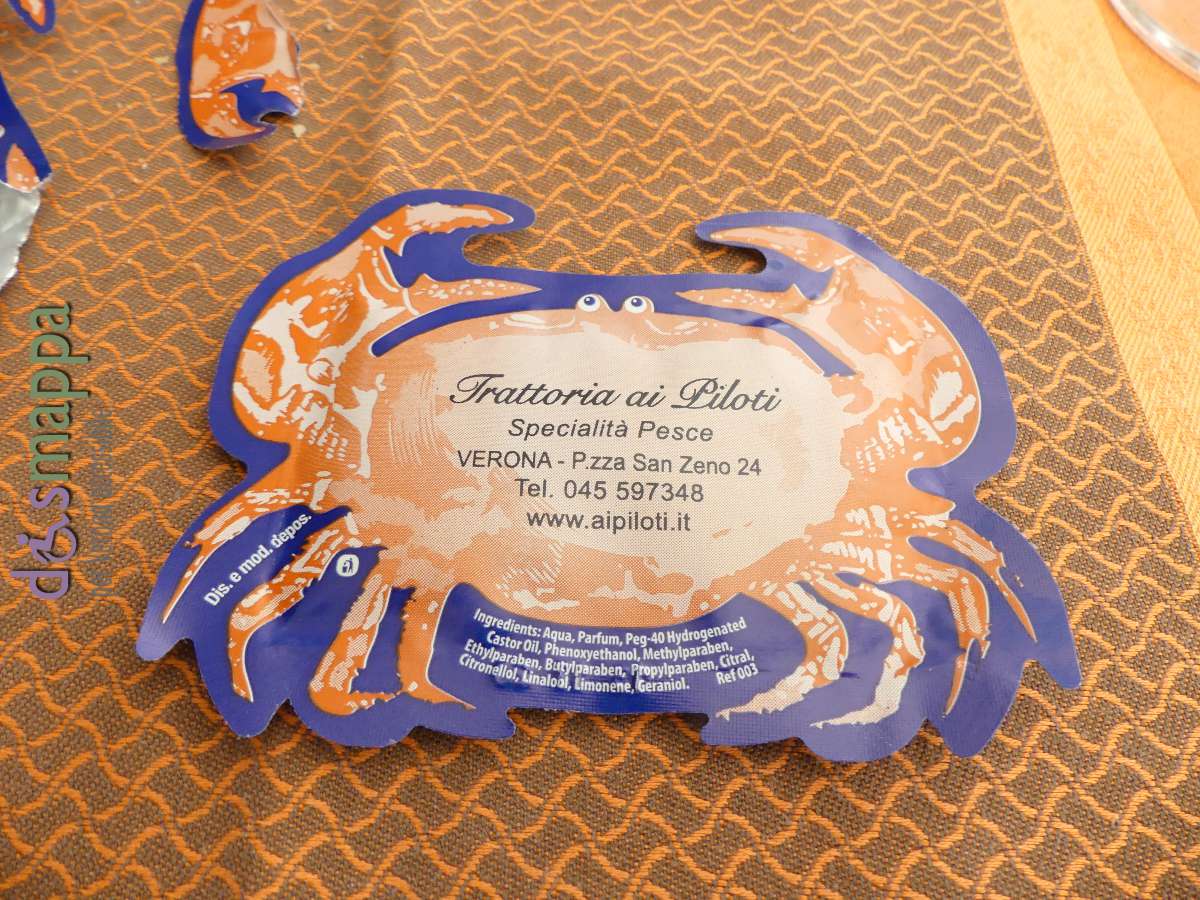 Trattoria ai Piloti
Specialità Pesce
VERONA - P.zza San Zeno 24
Tel. 045 597348
www.aipiloti.it
Dis. e mod. depos.
Ingredients: Aqua, Parfum, Peg-40 Hydrogenated
Castor Oil, Phenoxyethanol, Methylparaben,
Ethylparaben, Butylparaben, Propylparaben, Citral,
Citronellol, Linalool, Limonene, Geraniol. Ref 003
dismappa